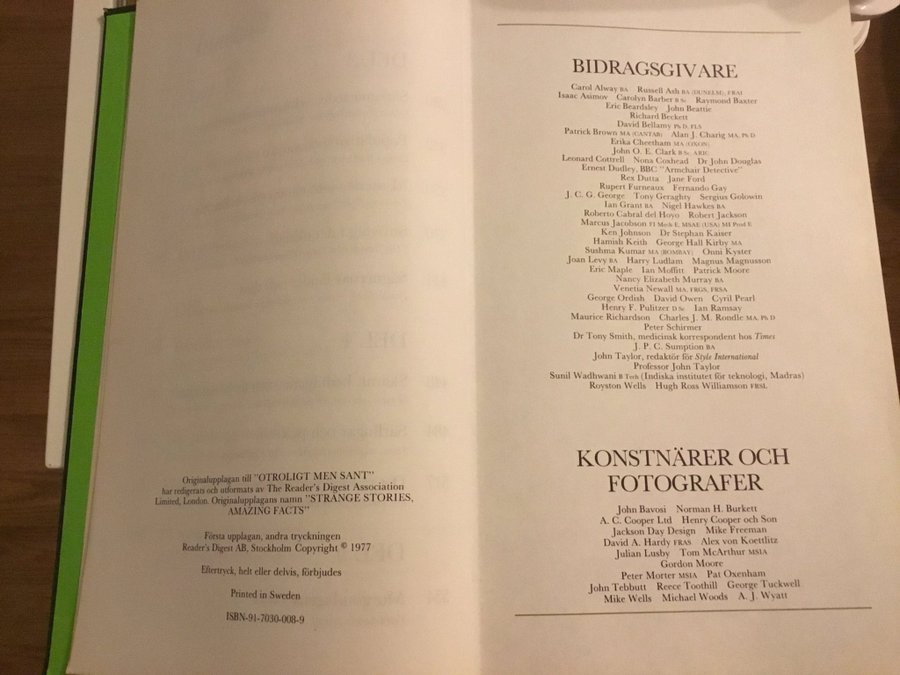 Originalupplagan till "OTROLIGT MEN SANT"
har redigerats och utformats av The Reader's Digest Association
Limited, London. Originalupplagans namn "STRANGE STORIES,
AMAZING FACTS"
Första upplagan, andra tryckningen
Reader's Digest AB, Stockholm Copyright © 1977
Eftertryck, helt eller delvis, förbjudes
Printed in Sweden
ISBN-91-7030-008-9
BIDRAGSGIVARE
Carol Alway BA Russell Ash BA (DUNELM), FRAI
Isaac Asimov Carolyn Barber B Sc Raymond Baxter
Eric Beardsley John Beattie
Richard Beckett
David Bellamy Ph D, FLA
Patrick Brown MA (CANTAB) Alan J. Charig MA, Ph D
Erika Cheetham MA (OXON)
John O. E. Clark B Sc, ARIC
Leonard Cottrell Nona Coxhead Dr John Douglas
Ernest Dudley, BBC "Armchair Detective"
Rex Dutta Jane Ford
Rupert Furneaux Fernando Gay
J. C. G. George Tony Geraghty Sergius Golowin
Ian Grant BA Nigel Hawkes BA
Roberto Cabral del Hoyo Robert Jackson
Marcus Jacobson FI Mech E, MSAE (USA) MI Prod E
Ken Johnson Dr Stephan Kaiser
Hamish Keith George Hall Kirby MA
Sushma Kumar MA (BOMBAY) Onni Kyster
Joan Levy BA Harry Ludlam Magnus Magnusson
Eric Maple Ian Moffitt Patrick Moore
Nancy Elizabeth Murray BA
Venetia Newall MA, FRGS, FRSA
George Ordish David Owen Cyril Pearl
Henry F. Pulitzer D Sc Ian Ramsay
Maurice Richardson Charles J. M. Rondle MA, Ph D
Peter Schirmer
Dr Tony Smith, medicinsk korrespondent hos Times
J. P. C. Sumption BA
John Taylor, redaktör för Style International
Professor John Taylor
Sunil Wadhwani B Tech (Indiska institutet för teknologi, Madras)
Royston Wells Hugh Ross Williamson FRSL
KONSTNÄRER OCH
FOTOGRAFER
John Bavosi Norman H. Burkett
A. C. Cooper Ltd Henry Cooper och Son
Jackson Day Design Mike Freeman
David A. Hardy FRAS Alex von Koettlitz
Julian Lusby Tom McArthur MSIA
Gordon Moore
Peter Morter MSIA Pat Oxenham
John Tebbutt Reece Toothill George Tuckwell
Mike Wells Michael Woods A. J. Wyatt